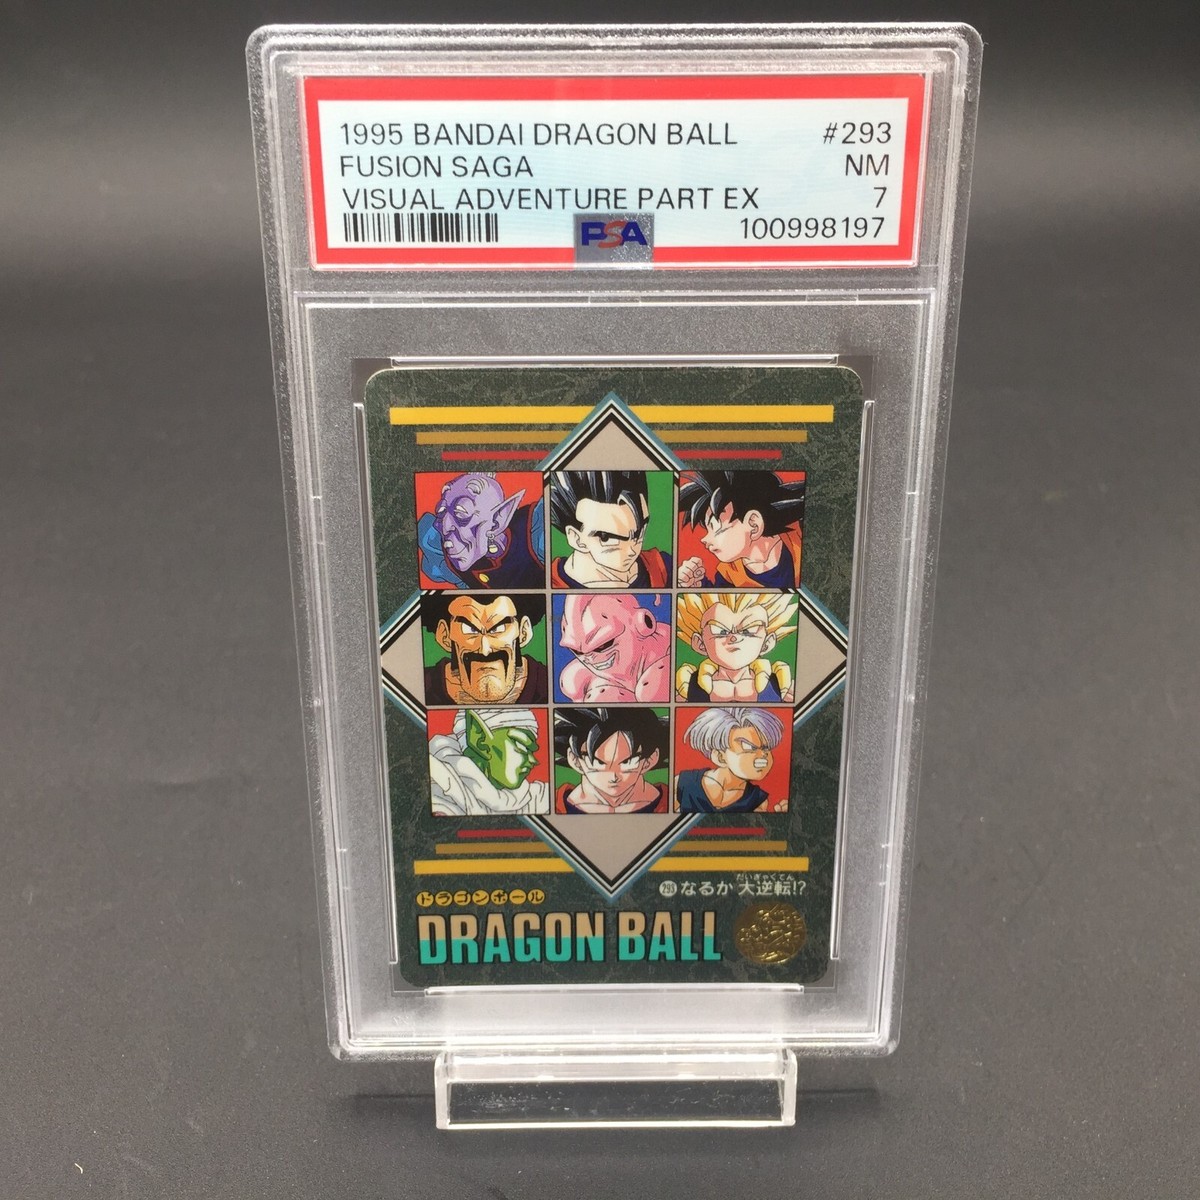 1995 BANDAI DRAGON BALL #293
FUSION SAGA NM
VISUAL ADVENTURE PART EX 7
PSA 100998197
だいぎゃくてん
293 なるか 大逆転!?
ドラゴンボール
DRAGON BALL